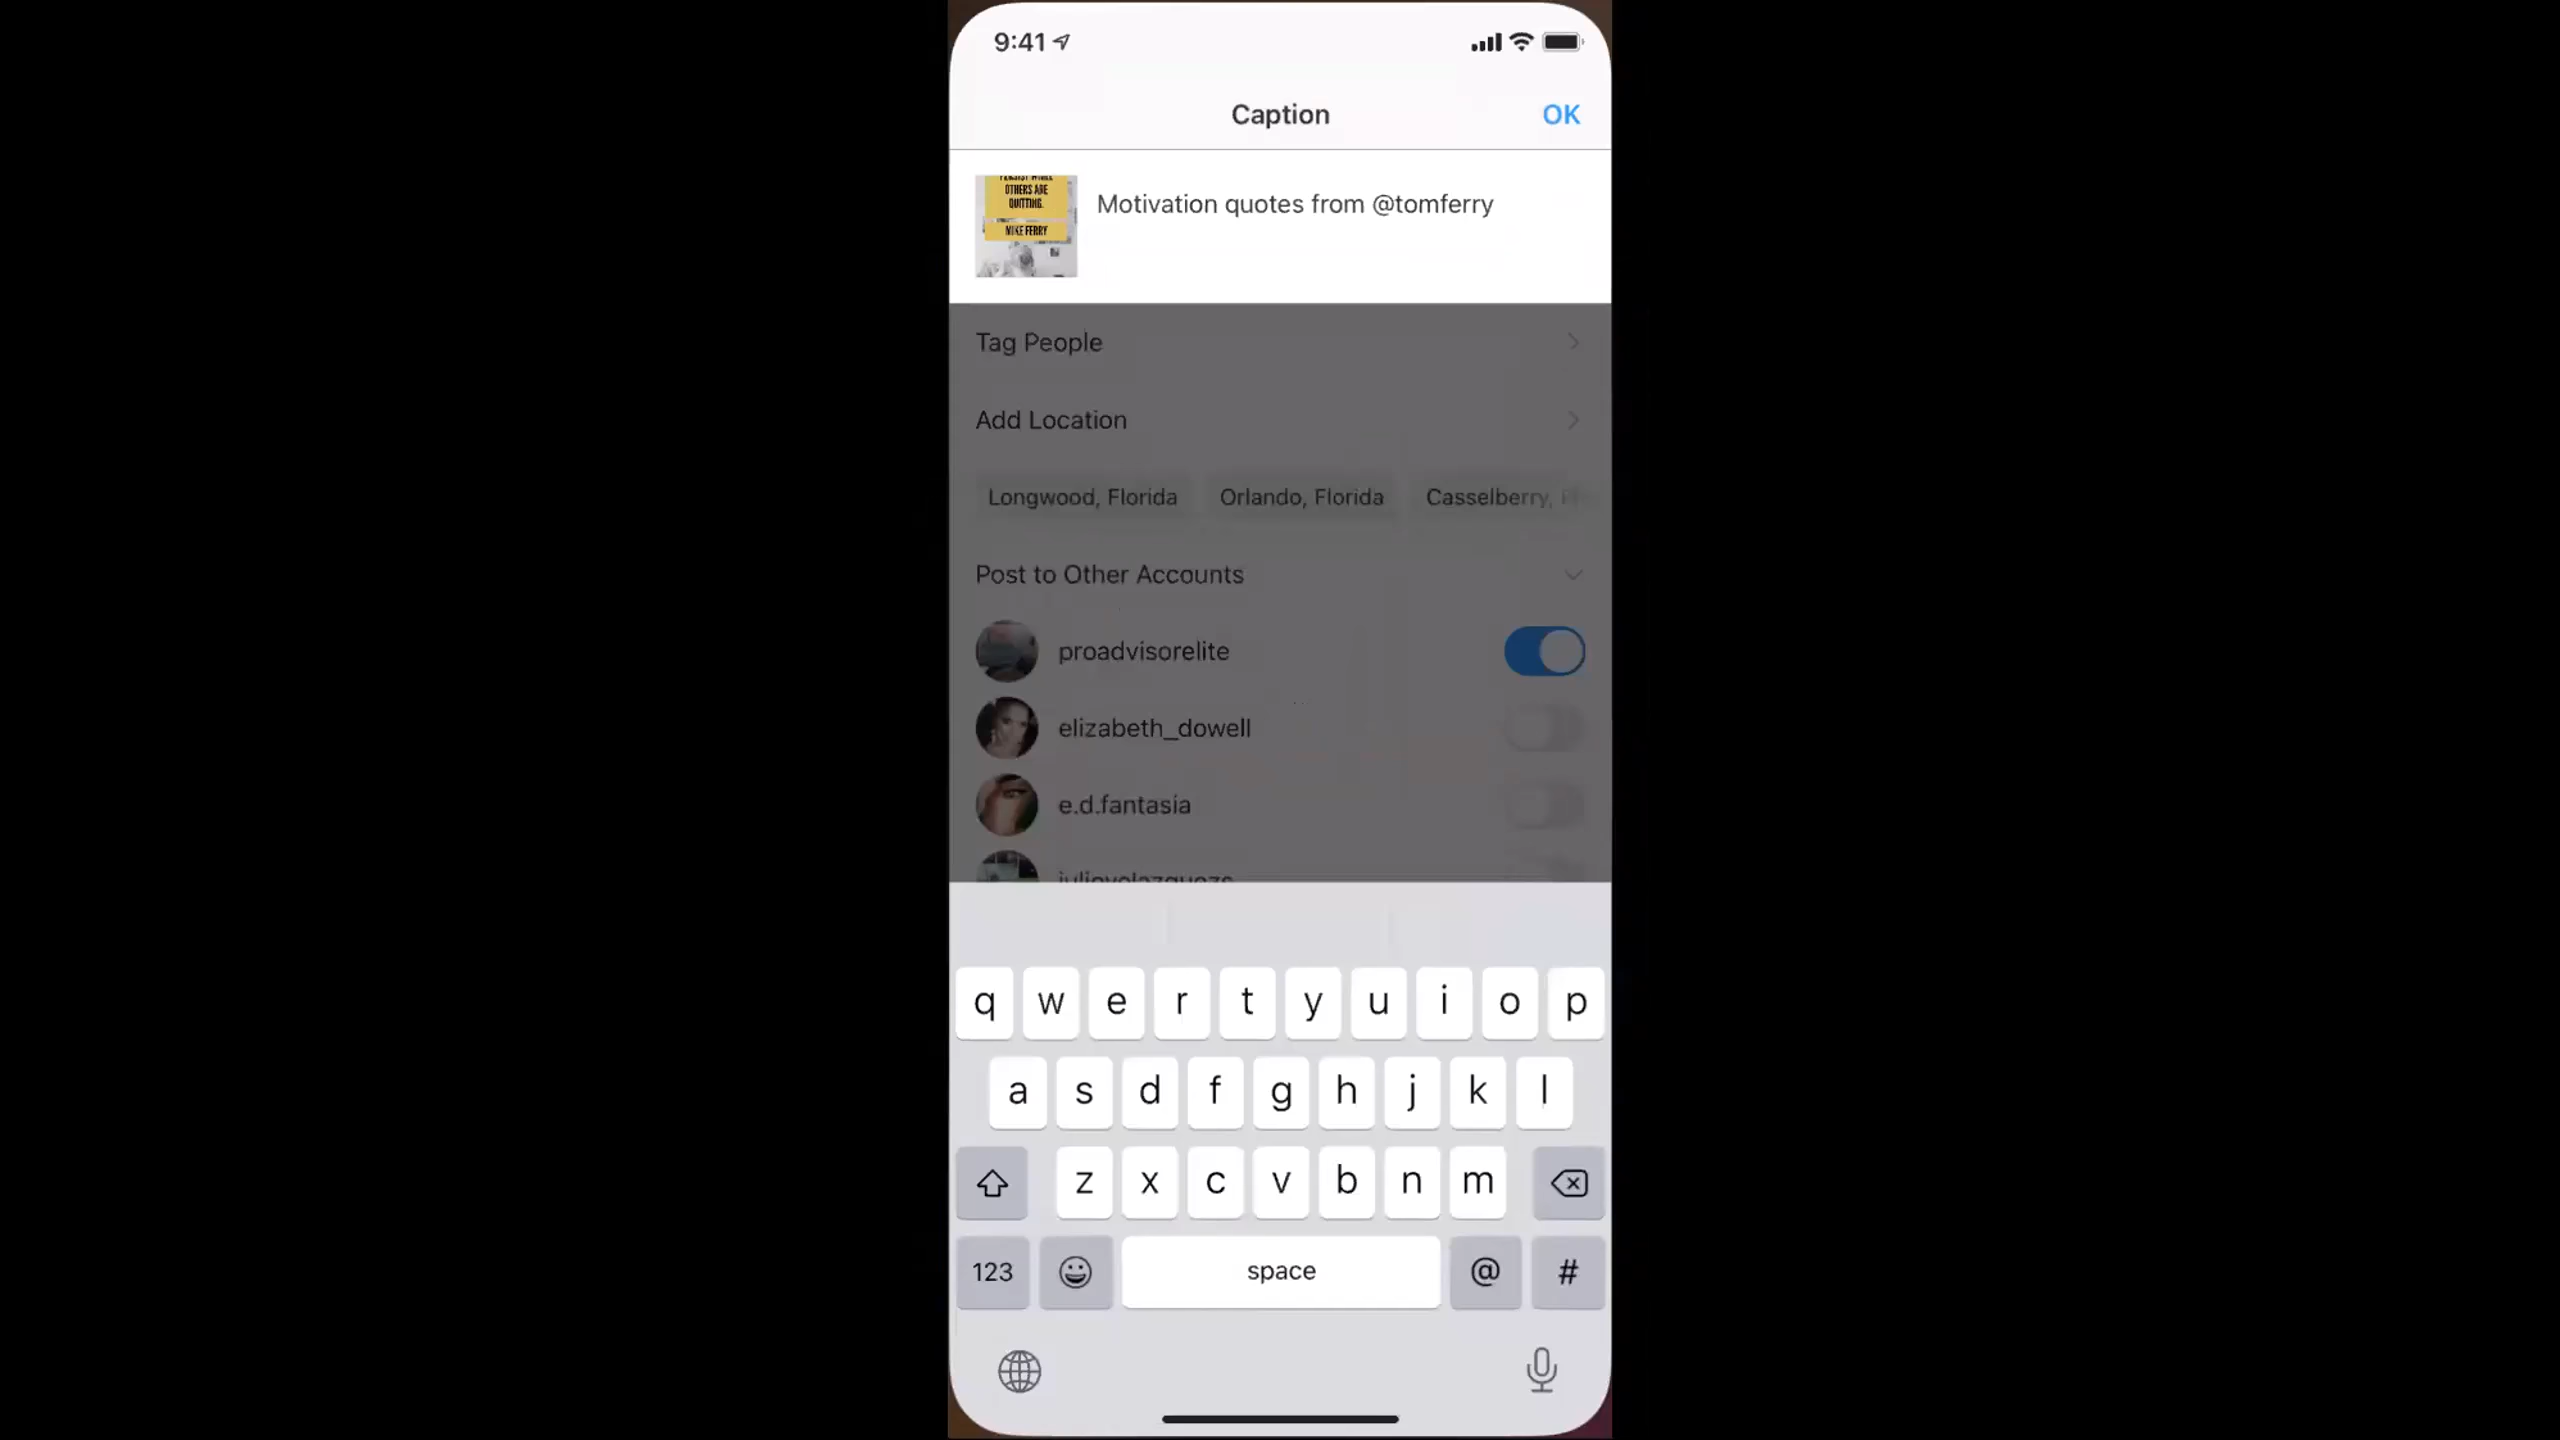 9:41
Caption
OK
OTHERS ARE
QUITTING.
MIKE FERRY
Motivation quotes from @tomferry
Tag People
Add Location
Longwood, Florida
Orlando, Florida
Casselberry,
Post to Other Accounts
proadvisorelite
elizabeth_dowell
e.d.fantasia
q w e r t y u i o p
a s d f g h j k l
z x c v b n m
123
space
@
#